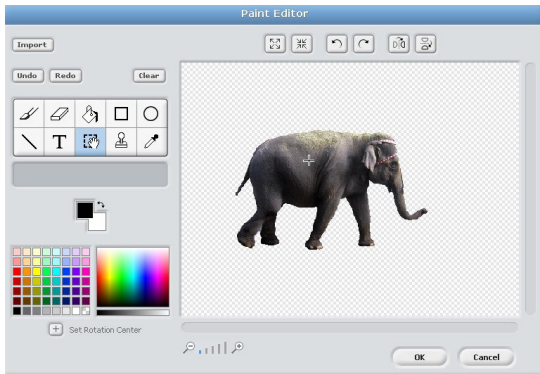 Paint Editor
Import
Undo Redo Clear
T
Set Rotation Center
OK Cancel